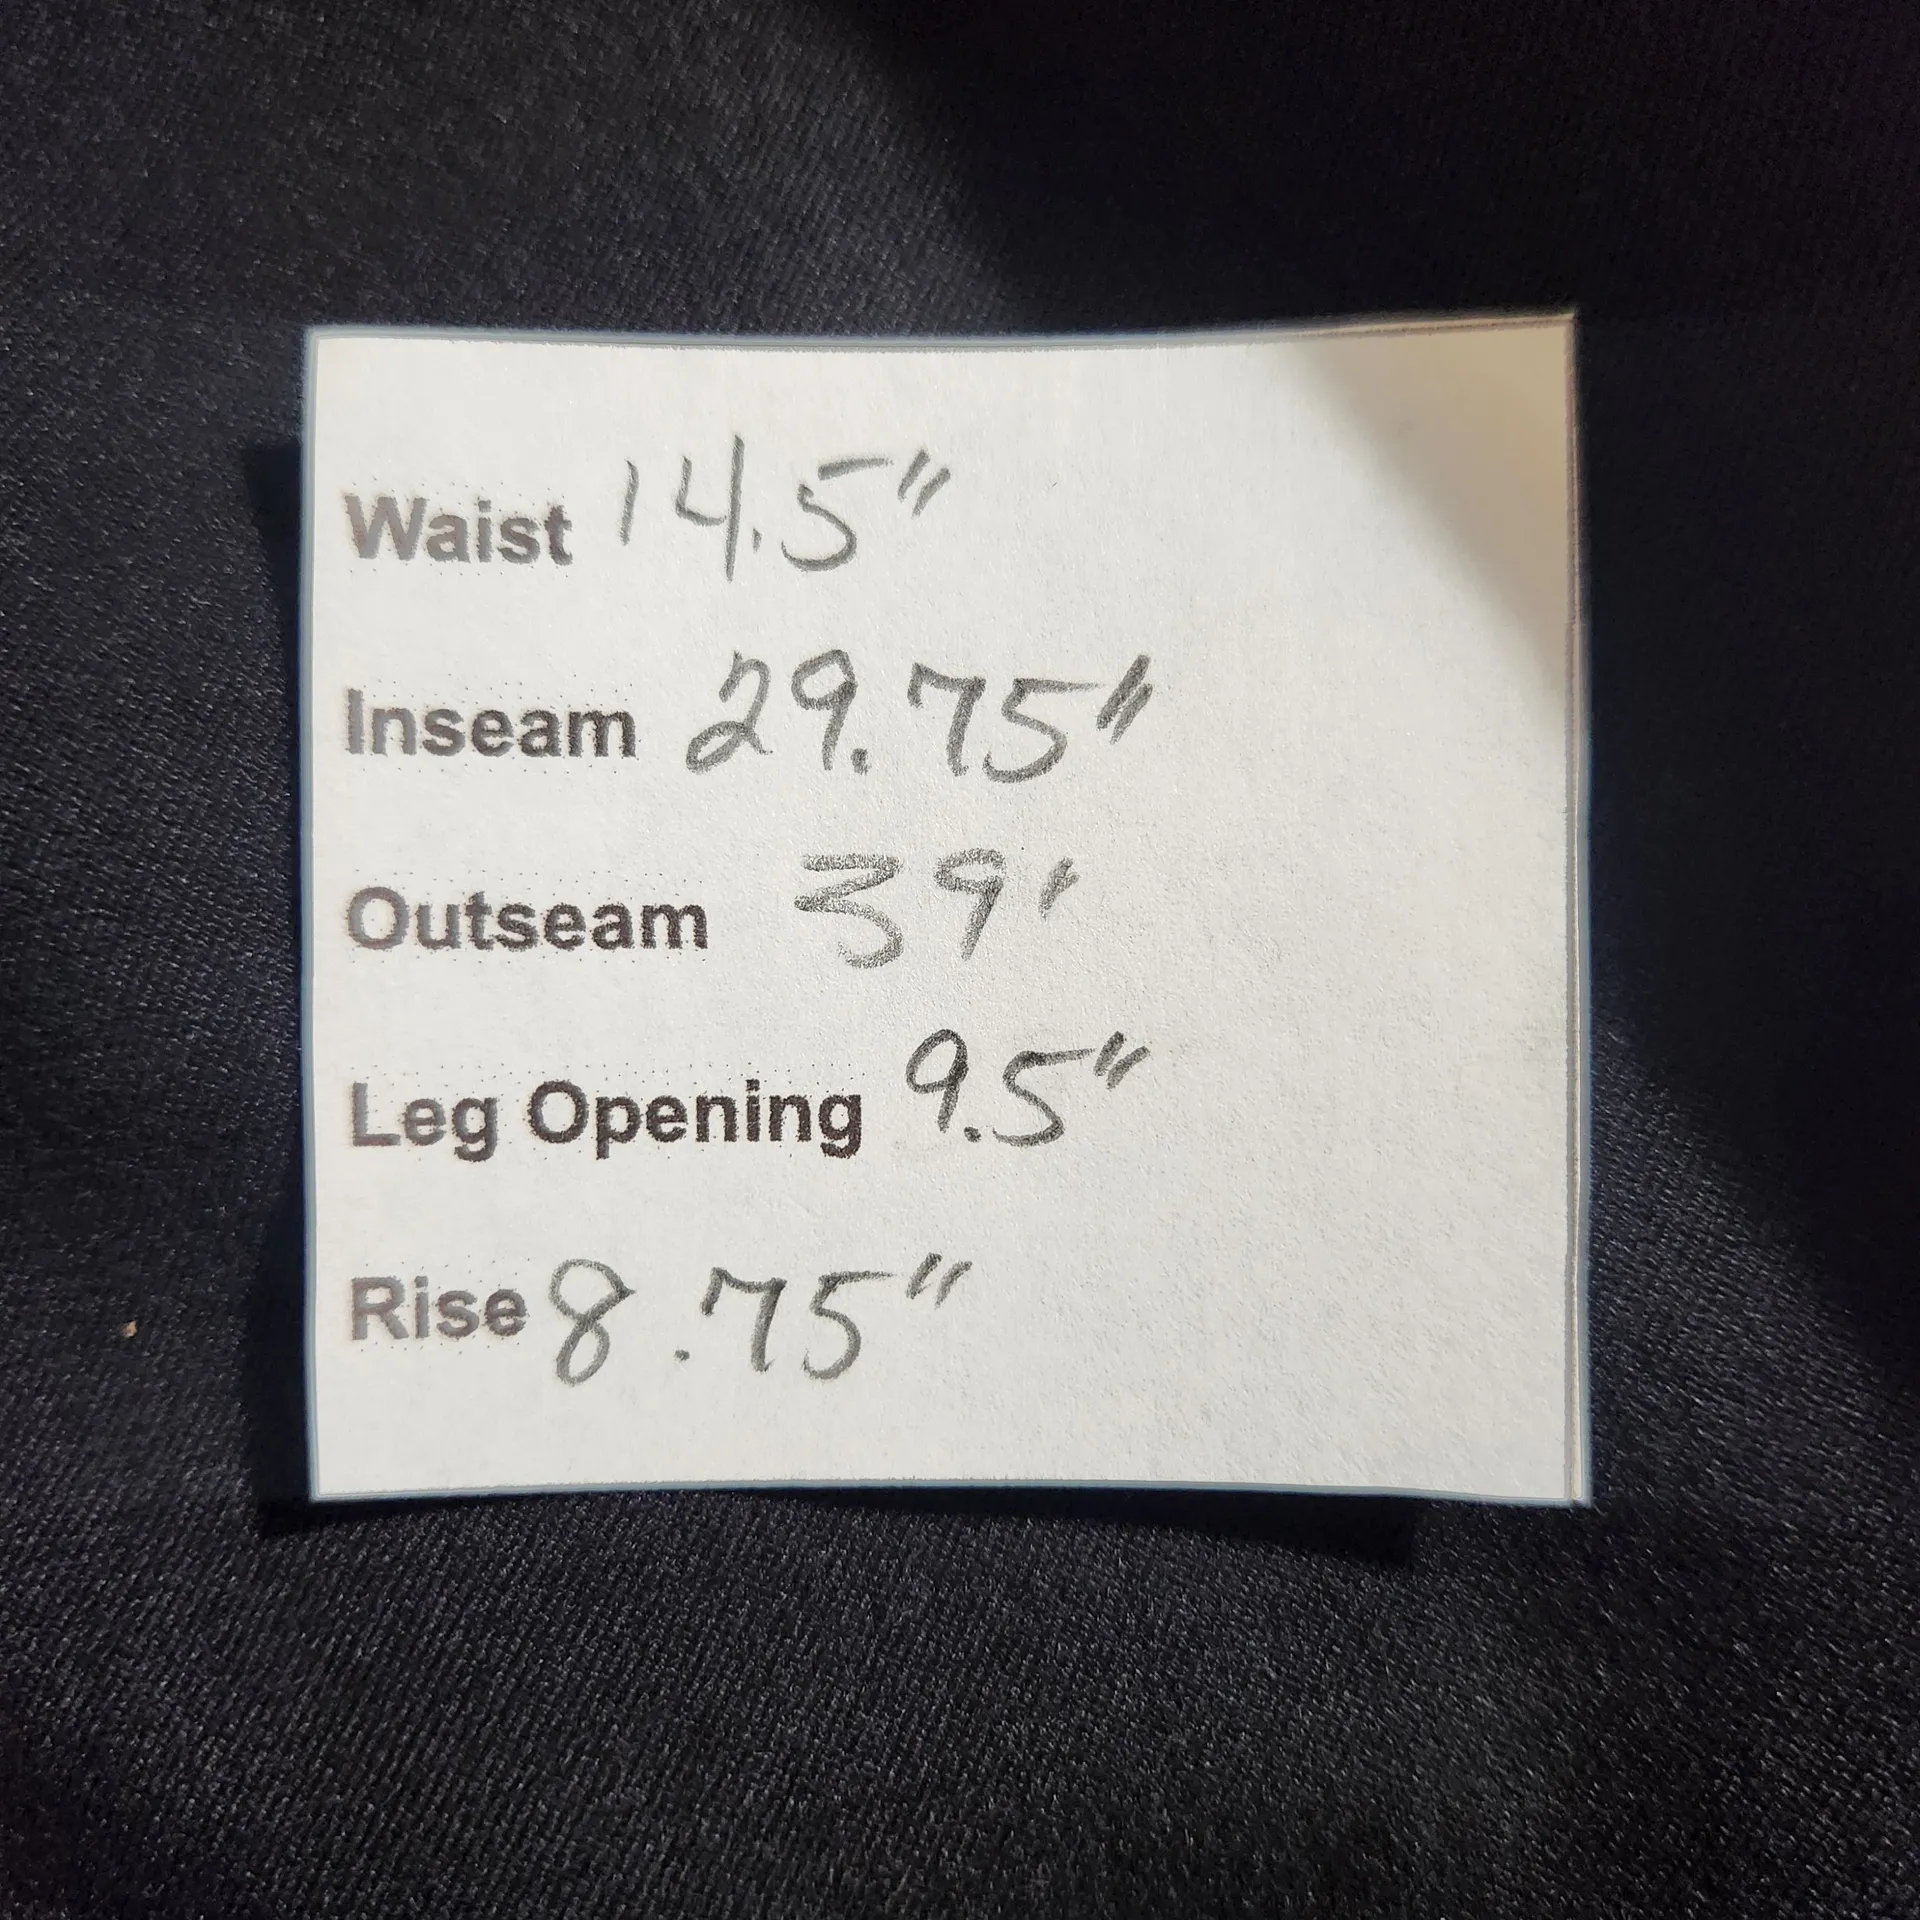 Waist 14.5"
Inseam 29.75"
Outseam 39'
Leg Opening 9.5"
Rise 8.75"